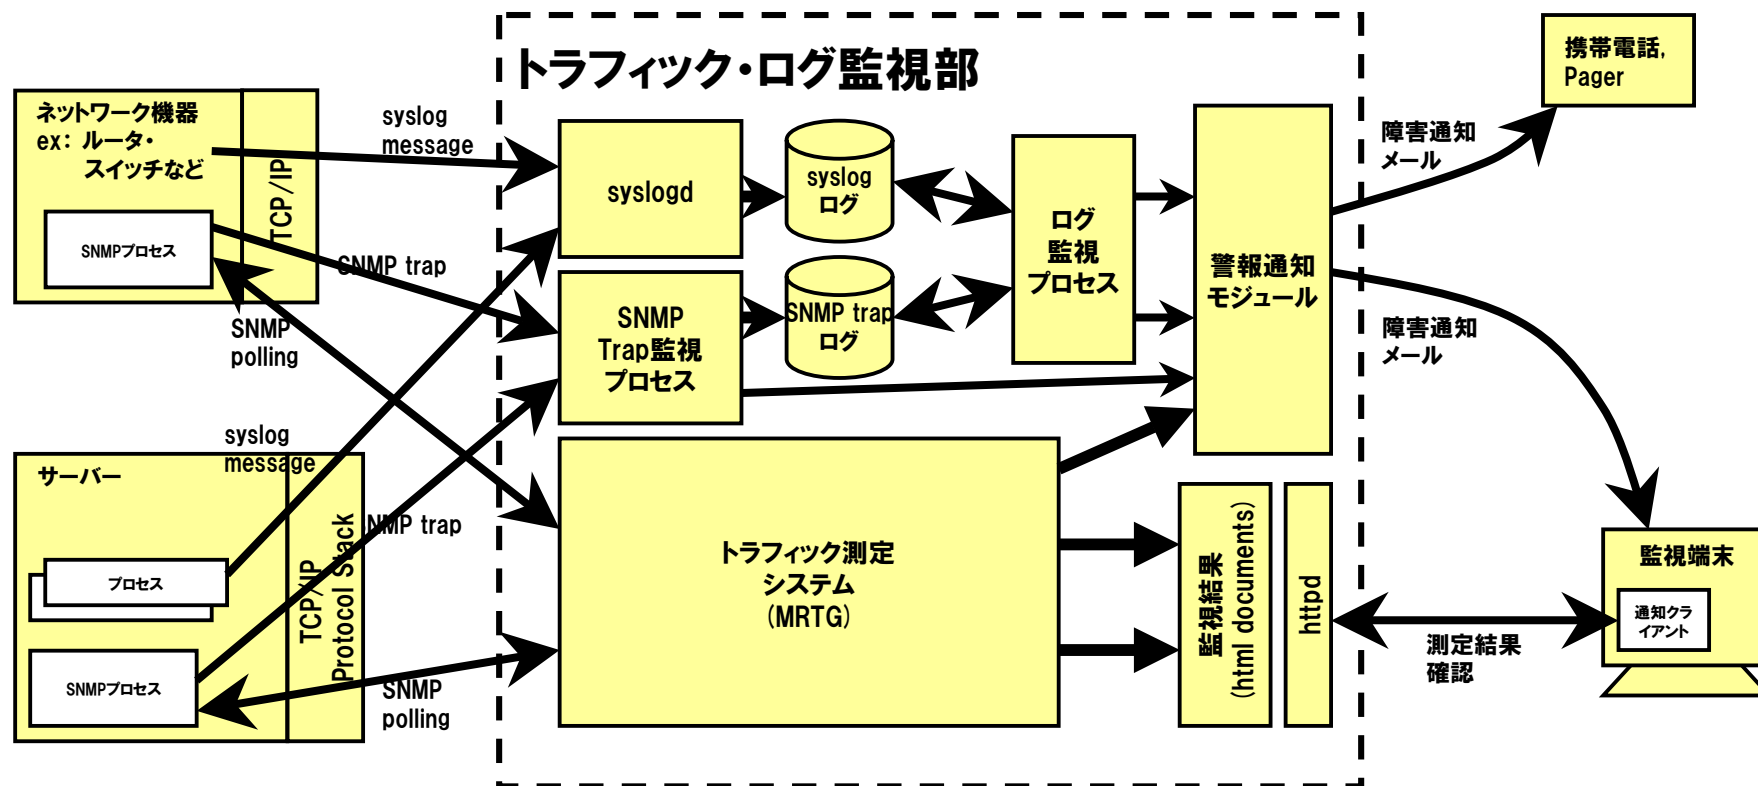 トラフィック・ログ監視部
携帯電話,
Pager
ネットワーク機器
ex: ルータ・
スイッチなど
TCP/IP
SNMPプロセス
syslog
message
SNMP trap
SNMP
polling
syslogd
syslog
ログ
SNMP
Trap監視
プロセス
SNMP trap
ログ
ログ
監視
プロセス
警報通知
モジュール
障害通知
メール
障害通知
メール
サーバー
プロセス
SNMPプロセス
TCP/IP
Protocol Stack
syslog
message
SNMP trap
SNMP
polling
トラフィック測定
システム
(MRTG)
監視結果
(html documents)
httpd
測定結果
確認
監視端末
通知クラ
イアント